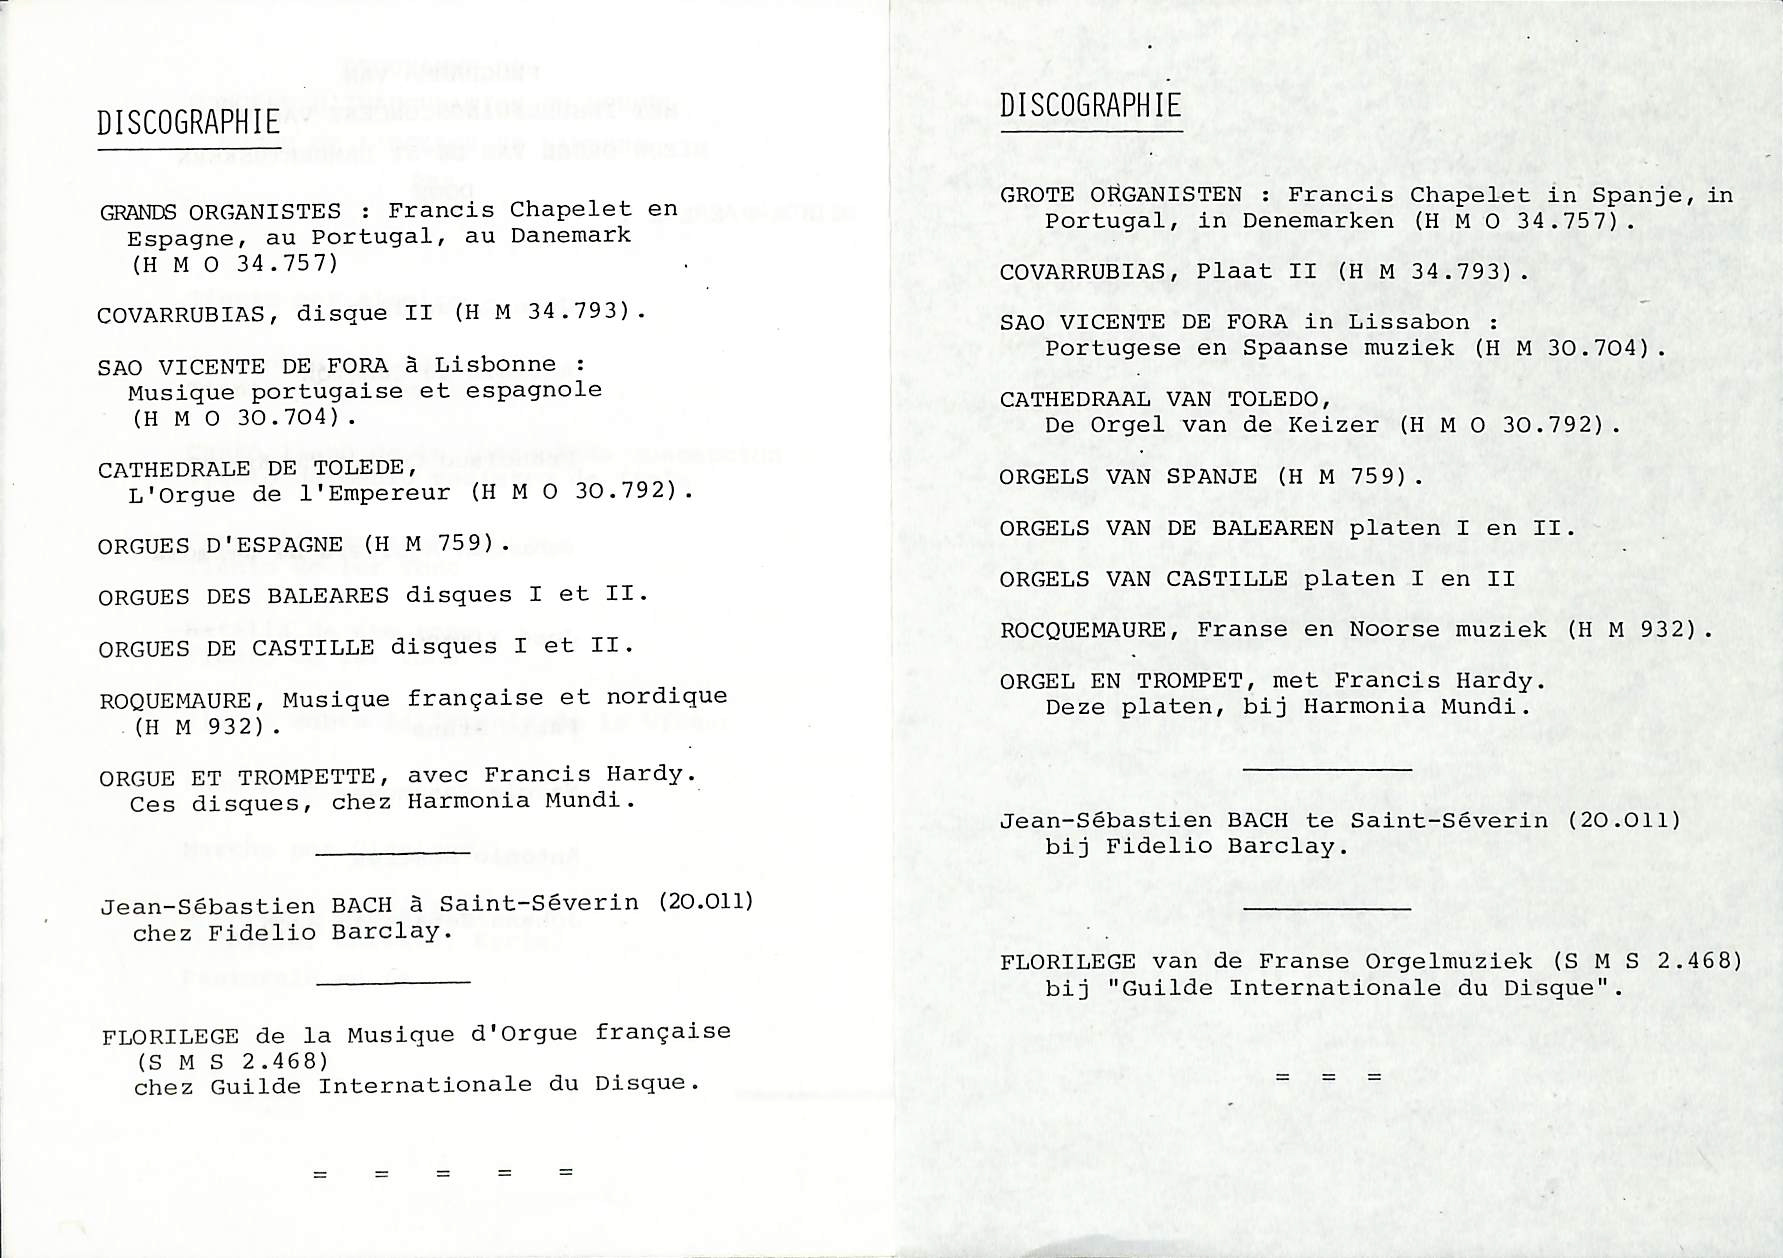 DISCOGRAPHIE
GRANDS ORGANISTES : Francis Chapelet en
Espagne, au Portugal, au Danemark
(H M O 34.757)
COVARRUBIAS, disque II (H M 34.793).
SAO VICENTE DE FORA à Lisbonne :
Musique portugaise et espagnole
(H M O 30.704).
CATHEDRALE DE TOLEDE,
L'Orgue de l'Empereur (H M O 30.792).
ORGUES D'ESPAGNE (H M 759).
ORGUES DES BALEARES disques I et II.
ORGUES DE CASTILLE disques I et II.
ROQUEMAURE, Musique française et nordique
(H M 932).
ORGUE ET TROMPETTE, avec Francis Hardy.
Ces disques, chez Harmonia Mundi.
Jean-Sébastien BACH à Saint-Séverin (20.011)
chez Fidelio Barclay.
FLORILEGE de la Musique d'Orgue française
(S M S 2.468)
chez Guilde Internationale du Disque.
= = = = =
DISCOGRAPHIE
GROTE ORGANISTEN : Francis Chapelet in Spanje, in
Portugal, in Denemarken (H M O 34.757).
COVARRUBIAS, Plaat II (H M 34.793).
SAO VICENTE DE FORA in Lissabon :
Portugese en Spaanse muziek (H M 30.704).
CATHEDRAAL VAN TOLEDO,
De Orgel van de Keizer (H M O 30.792).
ORGELS VAN SPANJE (H M 759).
ORGELS VAN DE BALEAREN platen I en II.
ORGELS VAN CASTILLE platen I en II
ROCQUEMAURE, Franse en Noorse muziek (H M 932).
ORGEL EN TROMPET, met Francis Hardy.
Deze platen, bij Harmonia Mundi.
Jean-Sébastien BACH te Saint-Séverin (20.011)
bij Fidelio Barclay.
FLORILEGE van de Franse Orgelmuziek (S M S 2.468)
bij "Guilde Internationale du Disque".
= = =